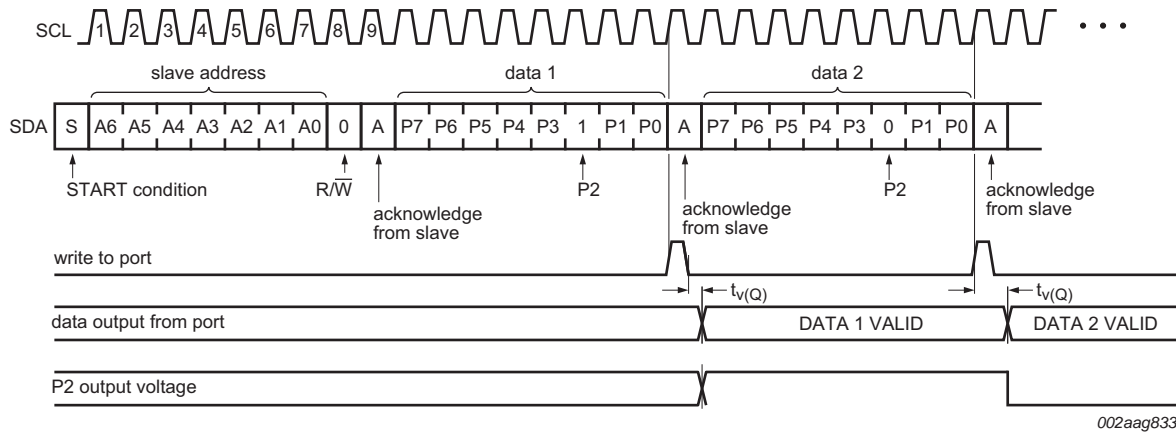 SCL 1 2 3 4 5 6 7 8 9
slave address data 1 data 2
SDA S A6 A5 A4 A3 A2 A1 A0 0 A P7 P6 P5 P4 P3 1 P1 P0 A P7 P6 P5 P4 P3 0 P1 P0 A
START condition R/W̅ P2 P2
acknowledge from slave
acknowledge from slave
acknowledge from slave
write to port
tv(Q) tv(Q)
data output from port DATA 1 VALID DATA 2 VALID
P2 output voltage
002aag833